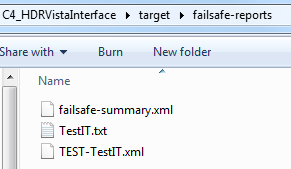 C4_HDRVistaInterface ▸ target ▸ failsafe-reports
Share with Burn New folder
Name
failsafe-summary.xml
TestIT.txt
TEST-TestIT.xml